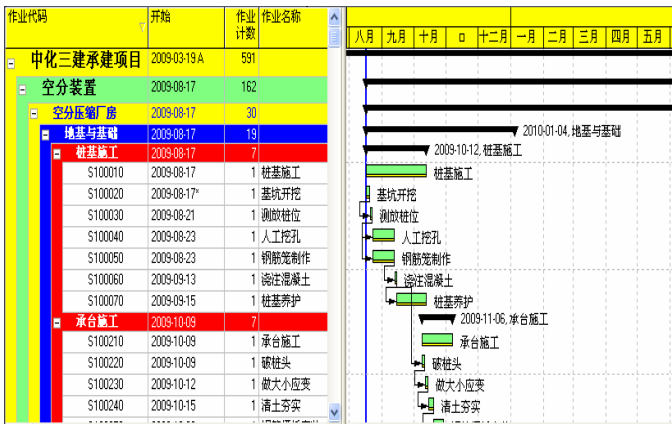 作业代码 开始 作业计数 作业名称
八月 九月 十月 十二月 一月 二月 三月 四月 五月
中化三建承建项目 2009-03-19 A 591
空分装置 2009-08-17 162
空分压缩厂房 2009-08-17 30
地基与基础 2009-08-17 19 2010-01-04, 地基与基础
桩基施工 2009-08-17 7 2009-10-12, 桩基施工
S100010 2009-08-17 1 桩基施工 桩基施工
S100020 2009-08-17* 1 基坑开挖 基坑开挖
S100030 2009-08-21 1 测放桩位 测放桩位
S100040 2009-08-23 1 人工挖孔 人工挖孔
S100050 2009-08-23 1 钢筋笼制作 钢筋笼制作
S100060 2009-09-13 1 浇注混凝土 浇注混凝土
S100070 2009-09-15 1 桩基养护 桩基养护
承台施工 2009-10-09 7 2009-11-06, 承台施工
S100210 2009-10-09 1 承台施工 承台施工
S100220 2009-10-09 1 破桩头 破桩头
S100230 2009-10-12 1 做大小应变 做大小应变
S100240 2009-10-15 1 清土夯实 清土夯实